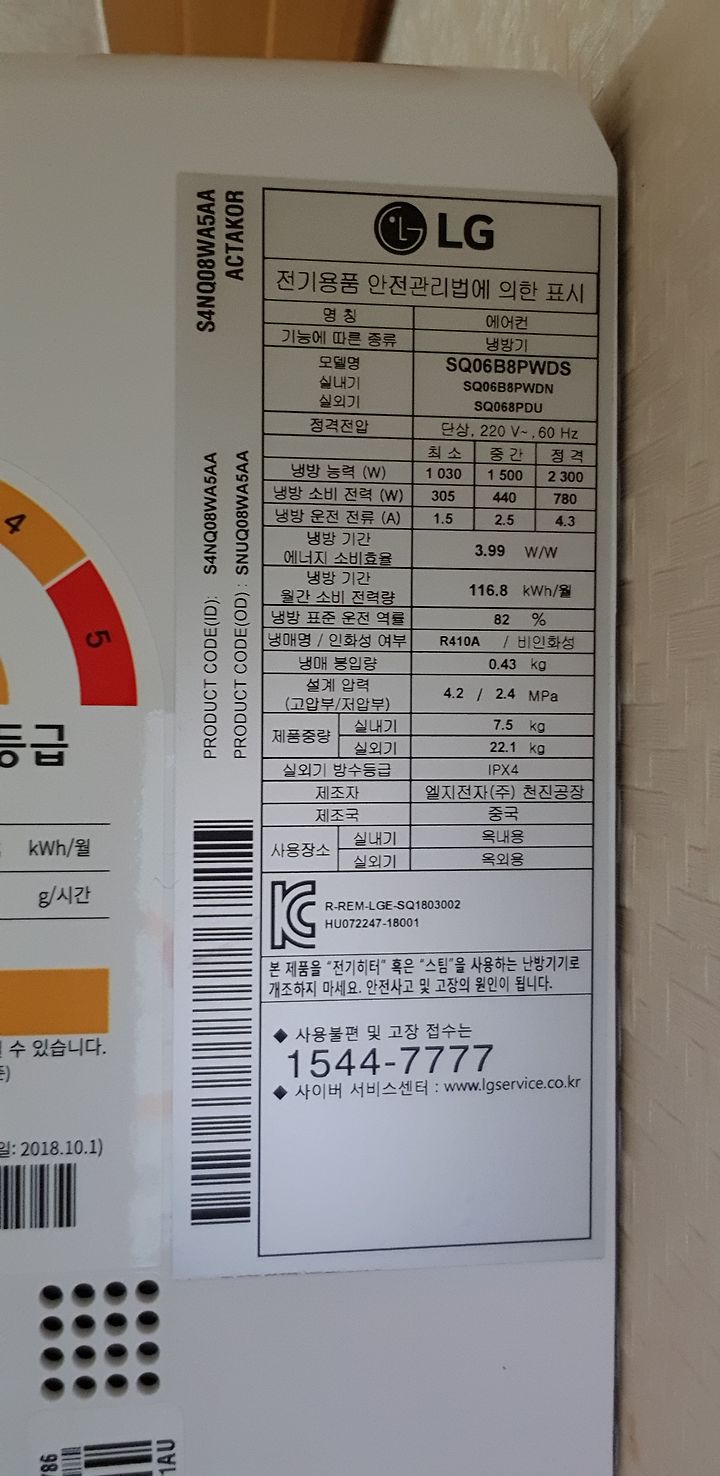 S4NQ08WA5AA
ACTAKOR
LG
전기용품 안전관리법에 의한 표시
명 칭 에어컨
기능에 따른 종류 냉방기
모델명 SQ06B8PWDS
실내기 SQ06B8PWDN
실외기 SQ068PDU
정격전압 단상, 220 V~, 60 Hz
최 소 중 간 정 격
냉방 능력 (W) 1 030 1 500 2 300
냉방 소비 전력 (W) 305 440 780
냉방 운전 전류 (A) 1.5 2.5 4.3
냉방 기간
에너지 소비효율 3.99 W/W
냉방 기간
월간 소비 전력량 116.8 kWh/월
냉방 표준 운전 역률 82 %
냉매명 / 인화성 여부 R410A / 비인화성
냉매 봉입량 0.43 kg
설계 압력
(고압부/저압부) 4.2 / 2.4 MPa
제품중량 실내기 7.5 kg
실외기 22.1 kg
실외기 방수등급 IPX4
제조자 엘지전자(주) 천진공장
제조국 중국
사용장소 실내기 옥내용
실외기 옥외용
R-REM-LGE-SQ1803002
HU072247-18001
본 제품을 "전기히터" 혹은 "스팀"을 사용하는 난방기기로
개조하지 마세요. 안전사고 및 고장의 원인이 됩니다.
◆ 사용불편 및 고장 접수는
1544-7777
◆ 사이버 서비스센터 : www.lgservice.co.kr
PRODUCT CODE(ID): S4NQ08WA5AA
PRODUCT CODE(OD) : SNUQ08WA5AA
4
5
등급
kWh/월
g/시간
수 있습니다.
일: 2018.10.1)
786
1AU